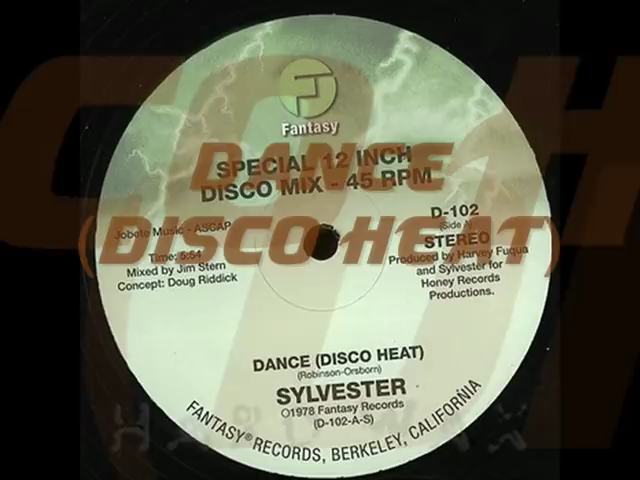 Fantasy
SPECIAL 12 INCH
DISCO MIX - 45 RPM
DANCE
(DISCO HEAT)
Jobete Music - ASCAP
Time: 5:54
Mixed by Jim Stern
Concept: Doug Riddick
D-102
(Side A)
STEREO
Produced by Harvey Fuqua
and Sylvester for
Honey Records
Productions.
DANCE (DISCO HEAT)
(Robinson-Orsborn)
SYLVESTER
©1978 Fantasy Records
(D-102-A-S)
FANTASY® RECORDS, BERKELEY, CALIFORNIA